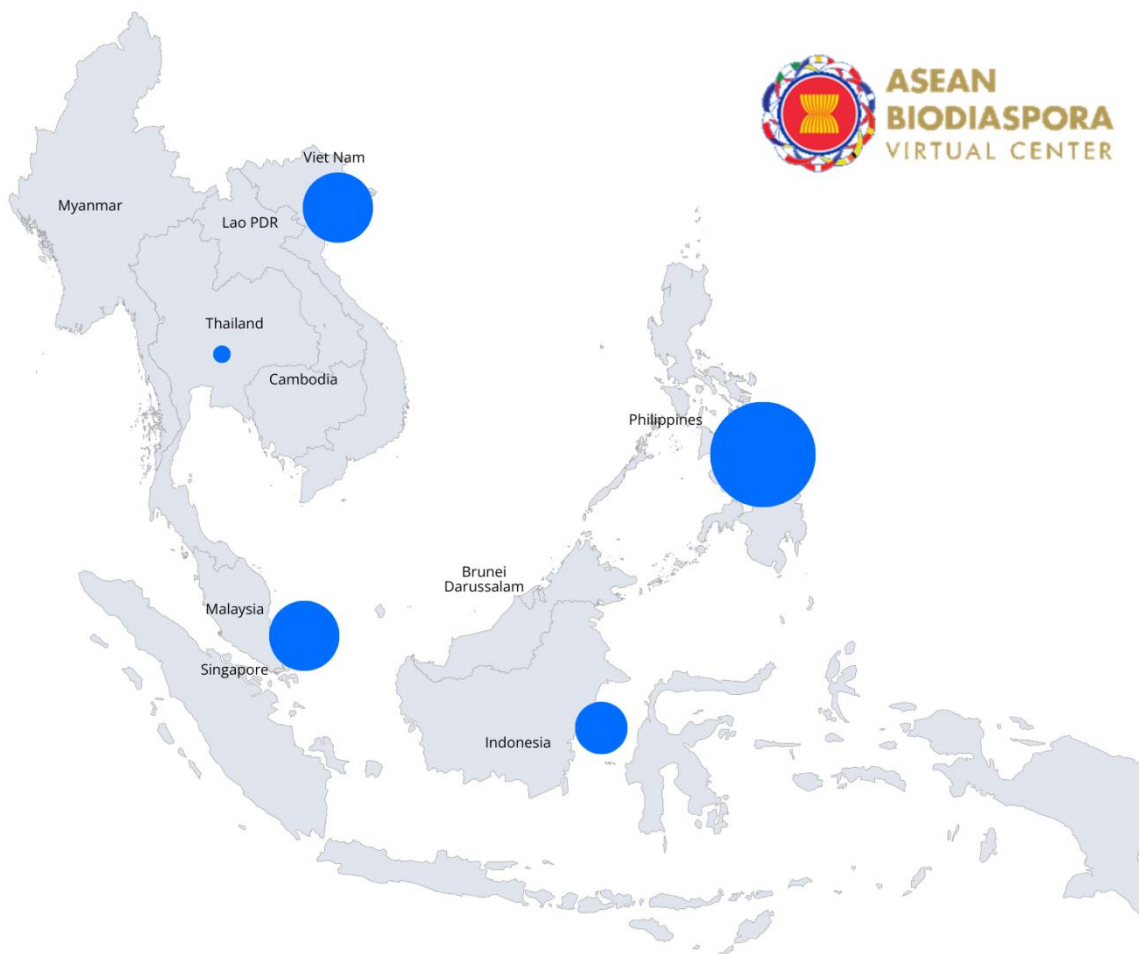 ASEAN
BIODIASPORA
VIRTUAL CENTER
Viet Nam
Myanmar
Lao PDR
Thailand
Cambodia
Philippines
Brunei
Darussalam
Malaysia
Singapore
Indonesia